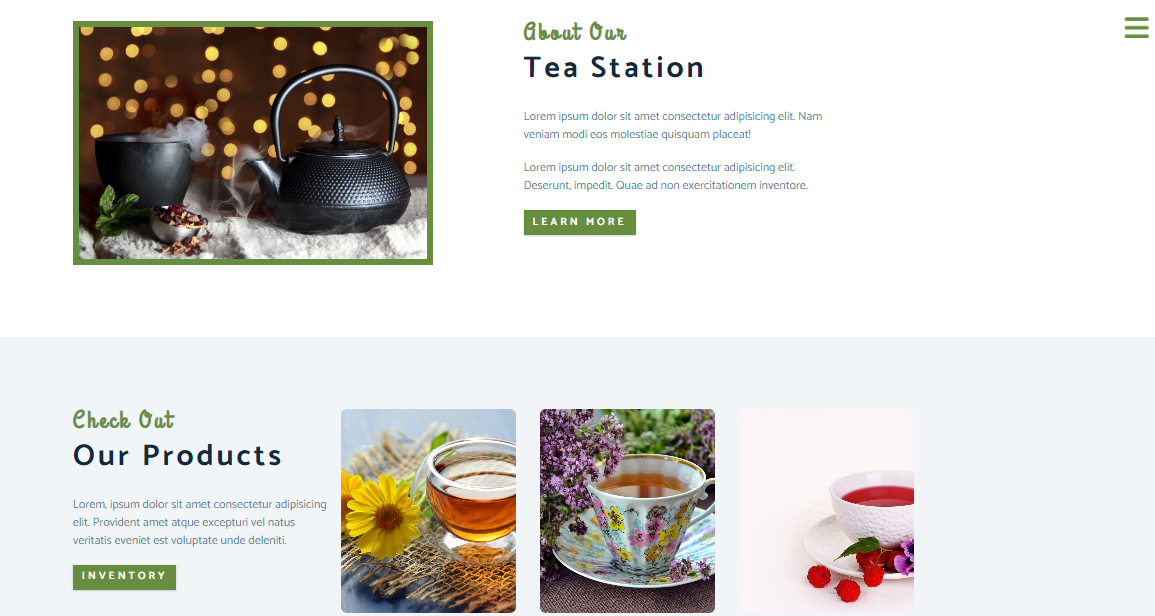 About Our
Tea Station
Lorem ipsum dolor sit amet consectetur adipisicing elit. Nam
veniam modi eos molestiae quisquam placeat!
Lorem ipsum dolor sit amet consectetur adipisicing elit.
Deserunt, impedit. Quae ad non exercitationem inventore.
LEARN MORE
Check Out
Our Products
Lorem, ipsum dolor sit amet consectetur adipisicing
elit. Provident amet atque excepturi vel natus
veritatis eveniet est voluptate unde deleniti.
INVENTORY